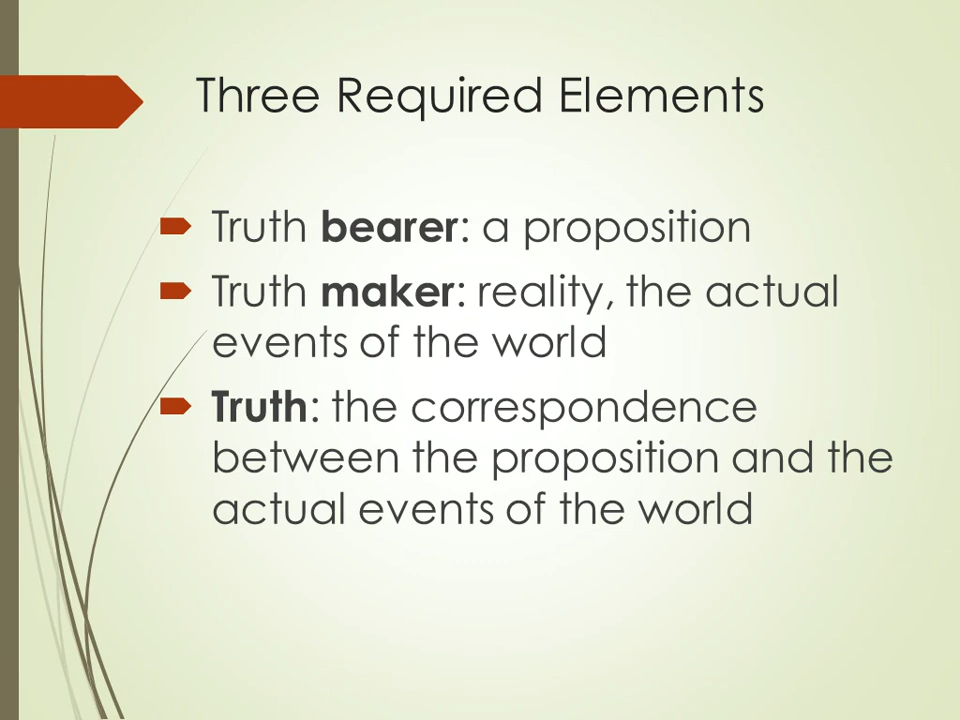 Three Required Elements
Truth bearer: a proposition
Truth maker: reality, the actual
events of the world
Truth: the correspondence
between the proposition and the
actual events of the world